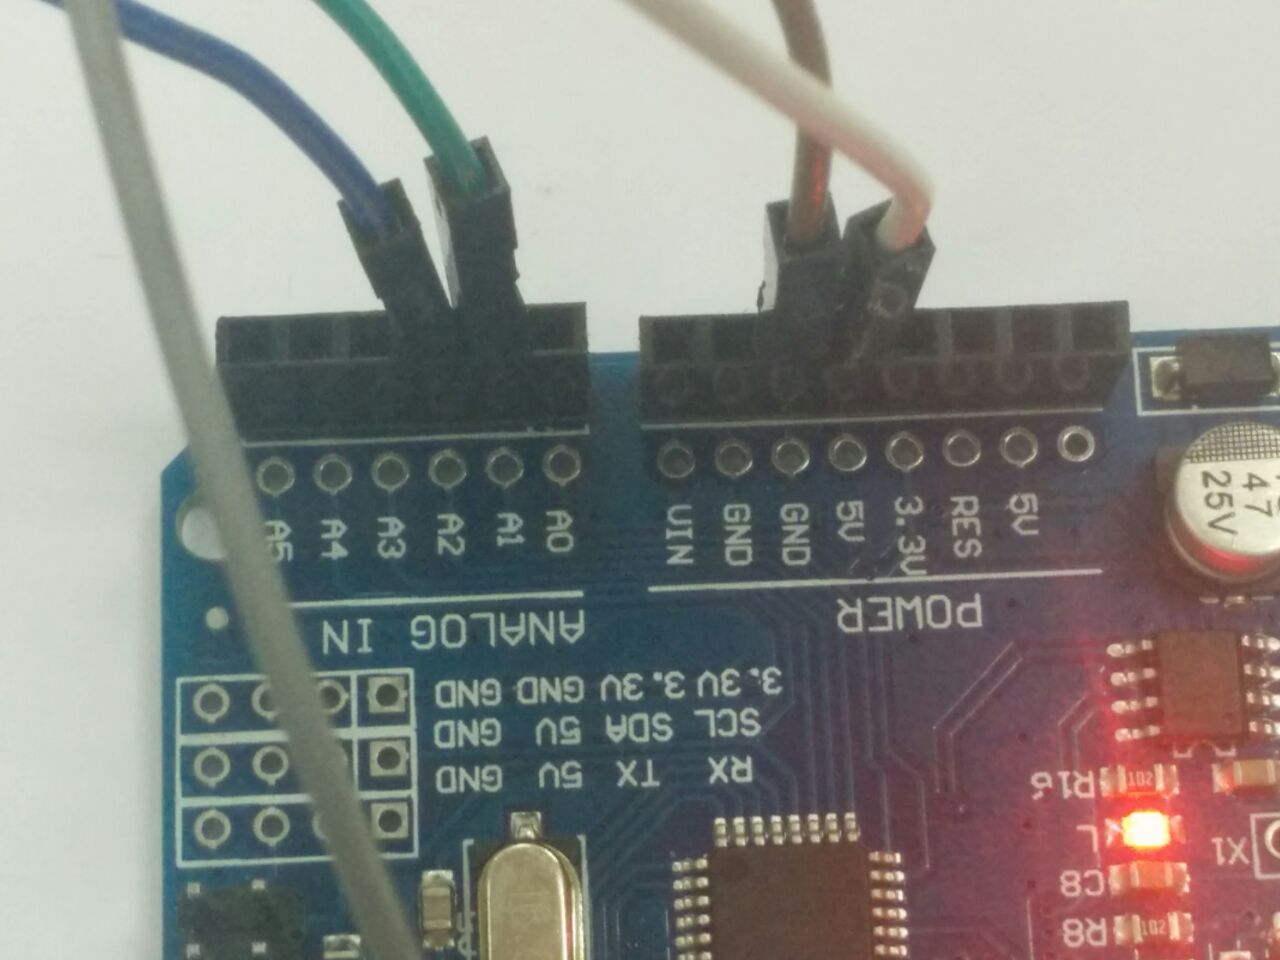 A5 A4 A3 A2 A1 A0
VIN GND GND 5V 3.3V RES 5V
ANALOG IN
POWER
GND GND 3.3V 3.3V
GND 5V SDA SCL
GND 5V TX RX
47
25V
R16 102
L
X1
C8
R8 102